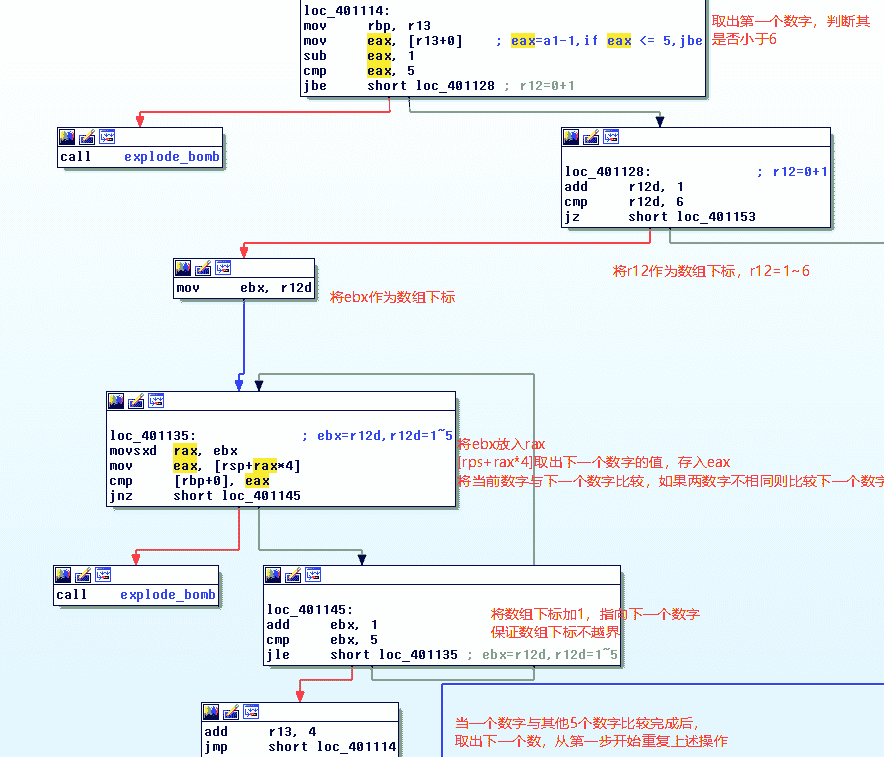 loc_401114:
mov rbp, r13
mov eax, [r13+0] ; eax=a1-1,if eax <= 5,jbe
sub eax, 1
cmp eax, 5
jbe short loc_401128 ; r12=0+1
取出第一个数字，判断其
是否小于6
call explode_bomb
loc_401128: ; r12=0+1
add r12d, 1
cmp r12d, 6
jz short loc_401153
将r12作为数组下标，r12=1~6
mov ebx, r12d
将ebx作为数组下标
loc_401135: ; ebx=r12d,r12d=1~5
movsxd rax, ebx
mov eax, [rsp+rax*4]
cmp [rbp+0], eax
jnz short loc_401145
将ebx放入rax
[rps+rax*4]取出下一个数字的值，存入eax
将当前数字与下一个数字比较，如果两数字不相同则比较下一个数字
call explode_bomb
loc_401145:
add ebx, 1
cmp ebx, 5
jle short loc_401135 ; ebx=r12d,r12d=1~5
将数组下标加1，指向下一个数字
保证数组下标不越界
add r13, 4
jmp short loc_401114
当一个数字与其他5个数字比较完成后，
取出下一个数，从第一步开始重复上述操作